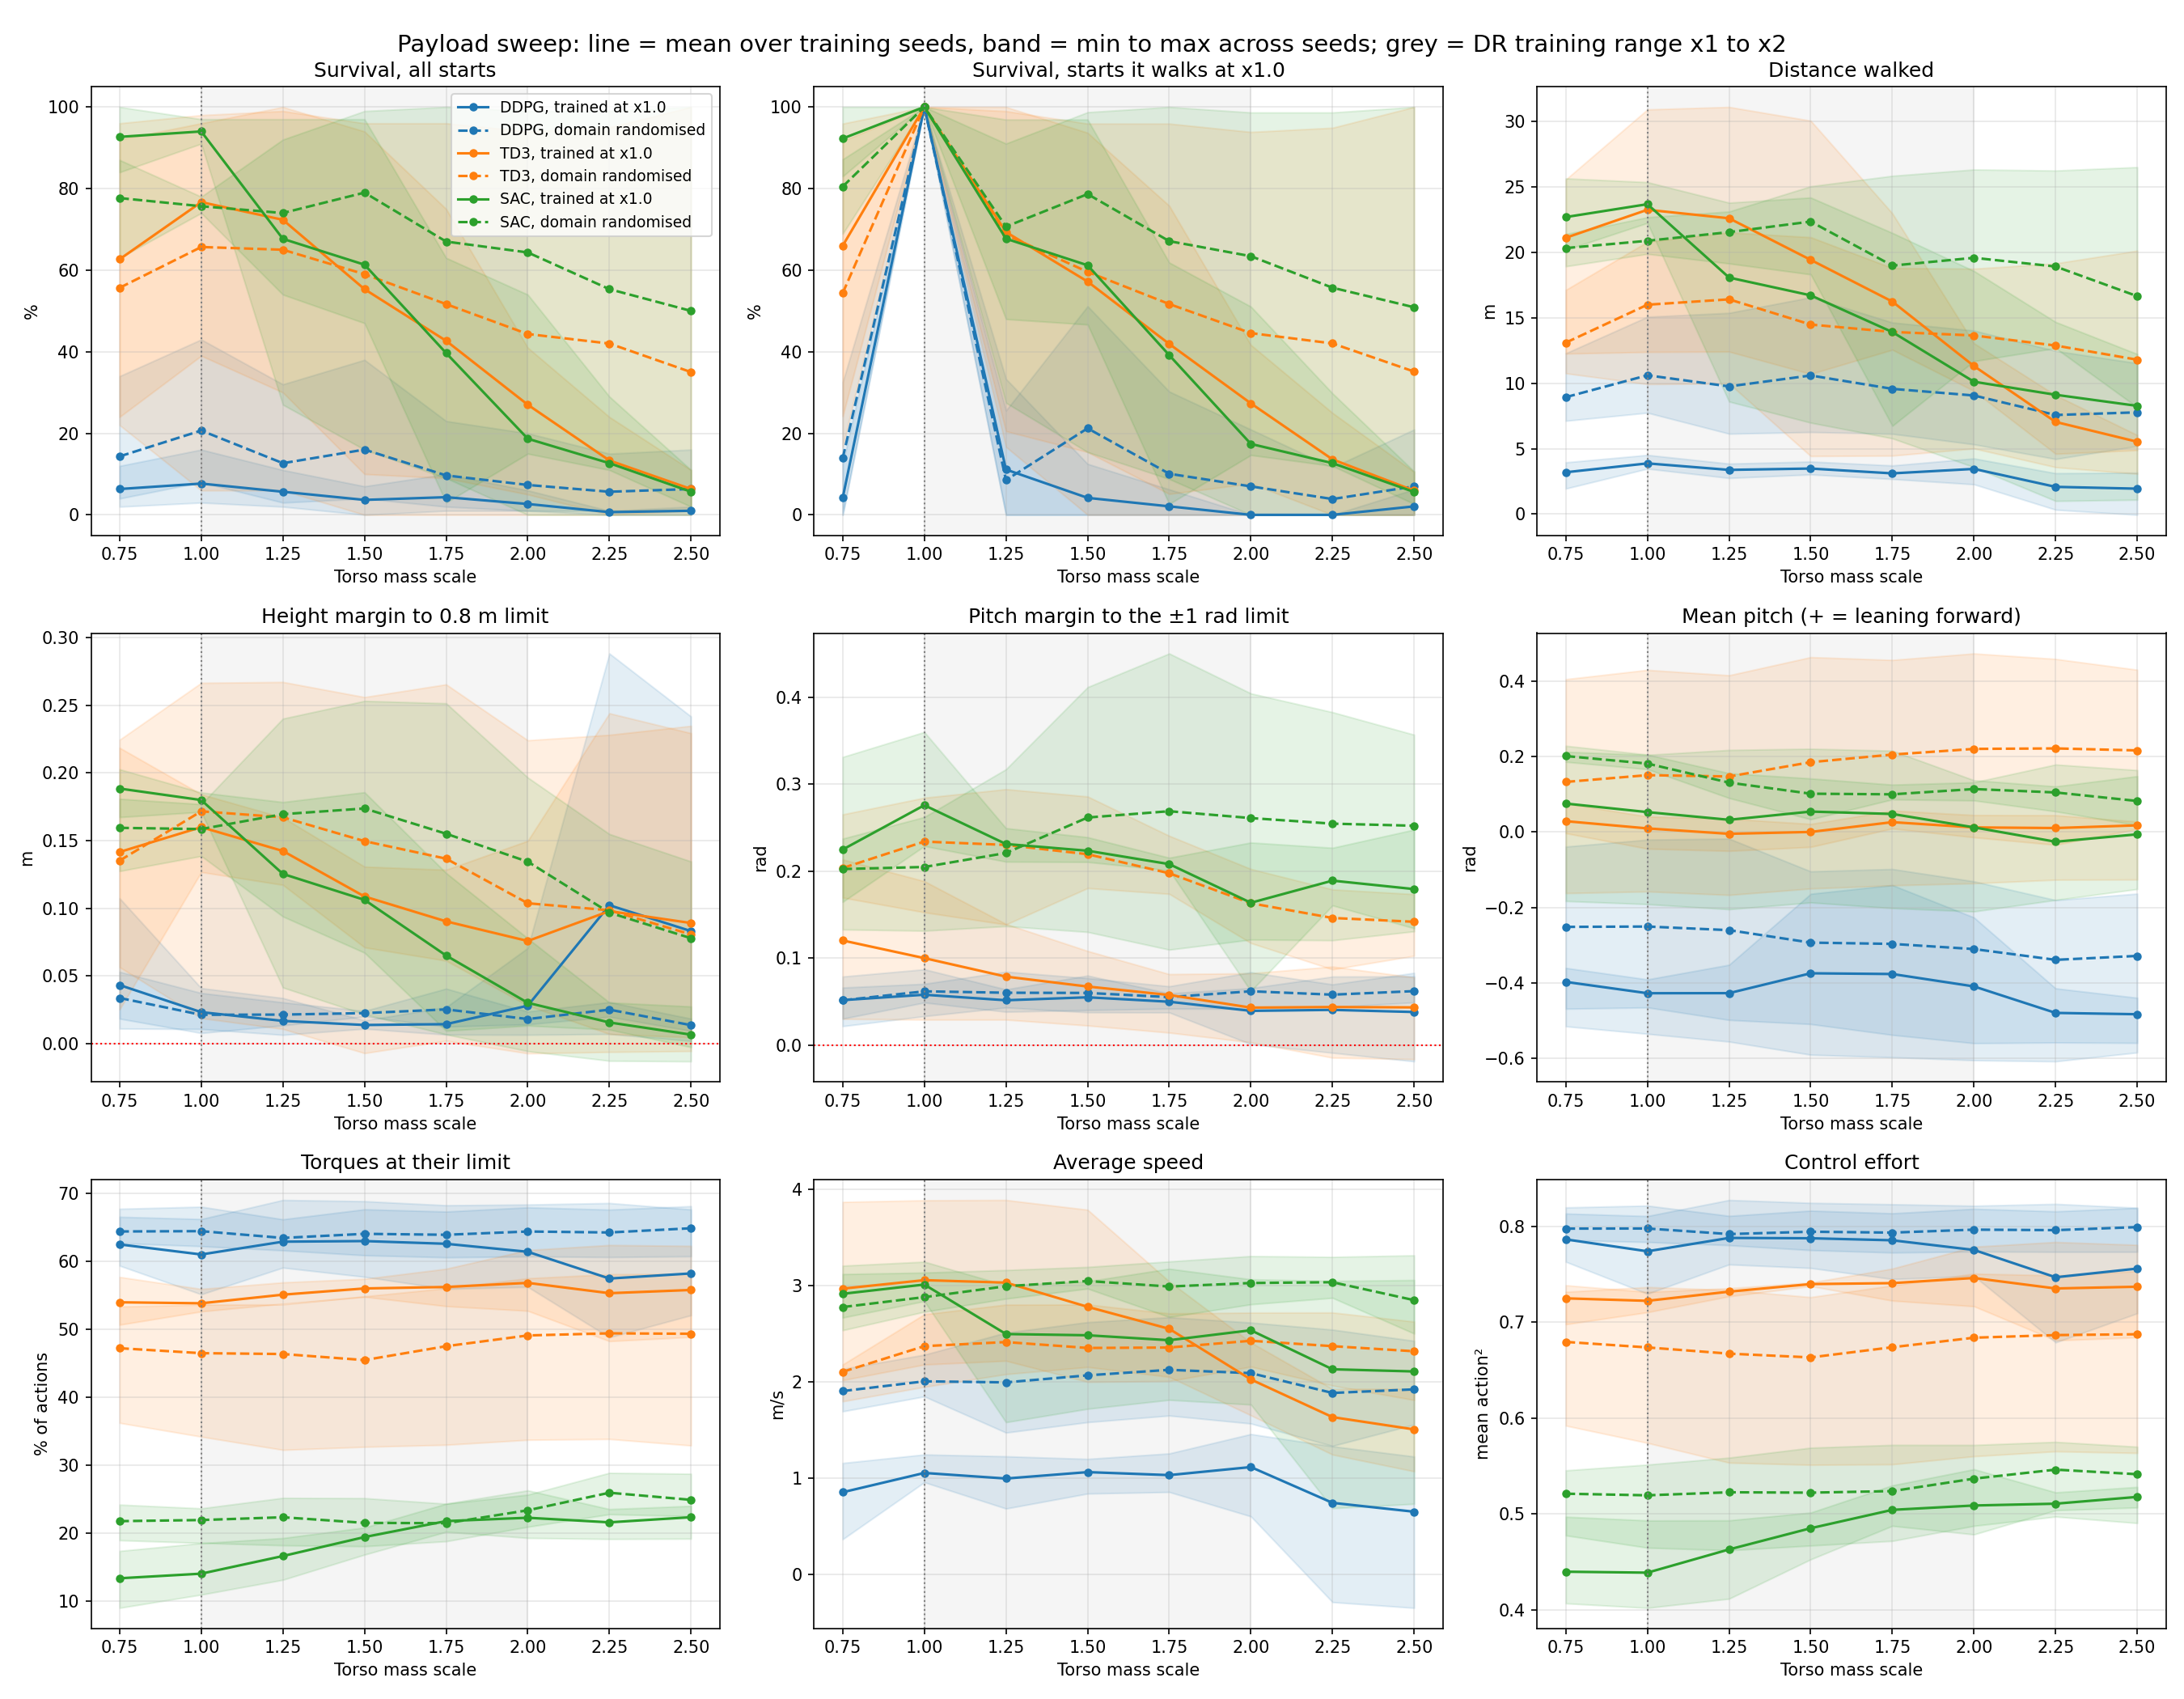 Payload sweep: line = mean over training seeds, band = min to max across seeds; grey = DR training range x1 to x2
Survival, all starts
100
80
60
40
20
0
%
0.75 1.00 1.25 1.50 1.75 2.00 2.25 2.50
Torso mass scale
DDPG, trained at x1.0
DDPG, domain randomised
TD3, trained at x1.0
TD3, domain randomised
SAC, trained at x1.0
SAC, domain randomised
Survival, starts it walks at x1.0
100
80
60
40
20
0
%
0.75 1.00 1.25 1.50 1.75 2.00 2.25 2.50
Torso mass scale
Distance walked
30
25
20
15
10
5
0
m
0.75 1.00 1.25 1.50 1.75 2.00 2.25 2.50
Torso mass scale
Height margin to 0.8 m limit
0.30
0.25
0.20
0.15
0.10
0.05
0.00
m
0.75 1.00 1.25 1.50 1.75 2.00 2.25 2.50
Torso mass scale
Pitch margin to the ±1 rad limit
0.4
0.3
0.2
0.1
0.0
rad
0.75 1.00 1.25 1.50 1.75 2.00 2.25 2.50
Torso mass scale
Mean pitch (+ = leaning forward)
0.4
0.2
0.0
−0.2
−0.4
−0.6
rad
0.75 1.00 1.25 1.50 1.75 2.00 2.25 2.50
Torso mass scale
Torques at their limit
70
60
50
40
30
20
10
% of actions
0.75 1.00 1.25 1.50 1.75 2.00 2.25 2.50
Torso mass scale
Average speed
4
3
2
1
0
m/s
0.75 1.00 1.25 1.50 1.75 2.00 2.25 2.50
Torso mass scale
Control effort
0.8
0.7
0.6
0.5
0.4
mean action²
0.75 1.00 1.25 1.50 1.75 2.00 2.25 2.50
Torso mass scale